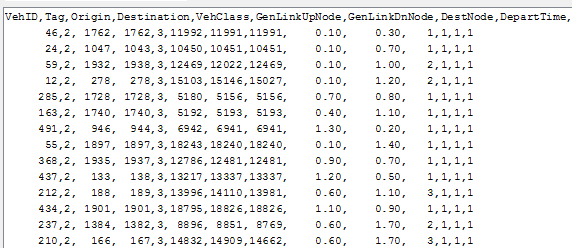 VehID,Tag,Origin,Destination,VehClass,GenLinkUpNode,GenLinkDnNode,DestNode,DepartTime,
46,2, 1762, 1762,3,11992,11991,11991, 0.10, 0.30, 1,1,1,1
24,2, 1047, 1043,3,10450,10451,10451, 0.10, 0.70, 1,1,1,1
59,2, 1932, 1938,3,12469,12022,12469, 0.10, 1.00, 2,1,1,1
12,2, 278, 278,3,15103,15146,15027, 0.10, 1.20, 2,1,1,1
285,2, 1728, 1728,3, 5180, 5156, 5156, 0.70, 0.80, 1,1,1,1
163,2, 1740, 1740,3, 5192, 5193, 5193, 0.40, 1.10, 1,1,1,1
491,2, 946, 944,3, 6942, 6941, 6941, 1.30, 0.20, 1,1,1,1
55,2, 1897, 1897,3,18243,18240,18240, 0.10, 1.40, 1,1,1,1
368,2, 1935, 1937,3,12786,12481,12481, 0.90, 0.70, 1,1,1,1
437,2, 133, 138,3,13217,13337,13337, 1.20, 0.50, 1,1,1,1
212,2, 188, 189,3,13996,14110,13981, 0.60, 1.10, 3,1,1,1
434,2, 1901, 1901,3,18795,18826,18826, 1.10, 0.90, 1,1,1,1
237,2, 1384, 1382,3, 8896, 8851, 8769, 0.60, 1.70, 2,1,1,1
210,2, 166, 167,3,14832,14909,14662, 0.60, 1.70, 3,1,1,1